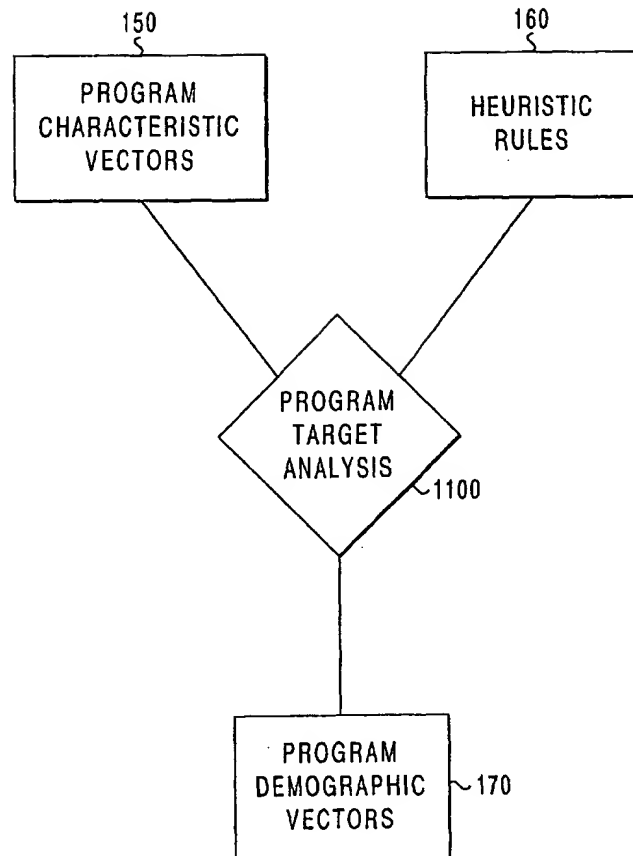 150
PROGRAM
CHARACTERISTIC
VECTORS
160
HEURISTIC
RULES
PROGRAM
TARGET
ANALYSIS
1100
PROGRAM
DEMOGRAPHIC
VECTORS
170